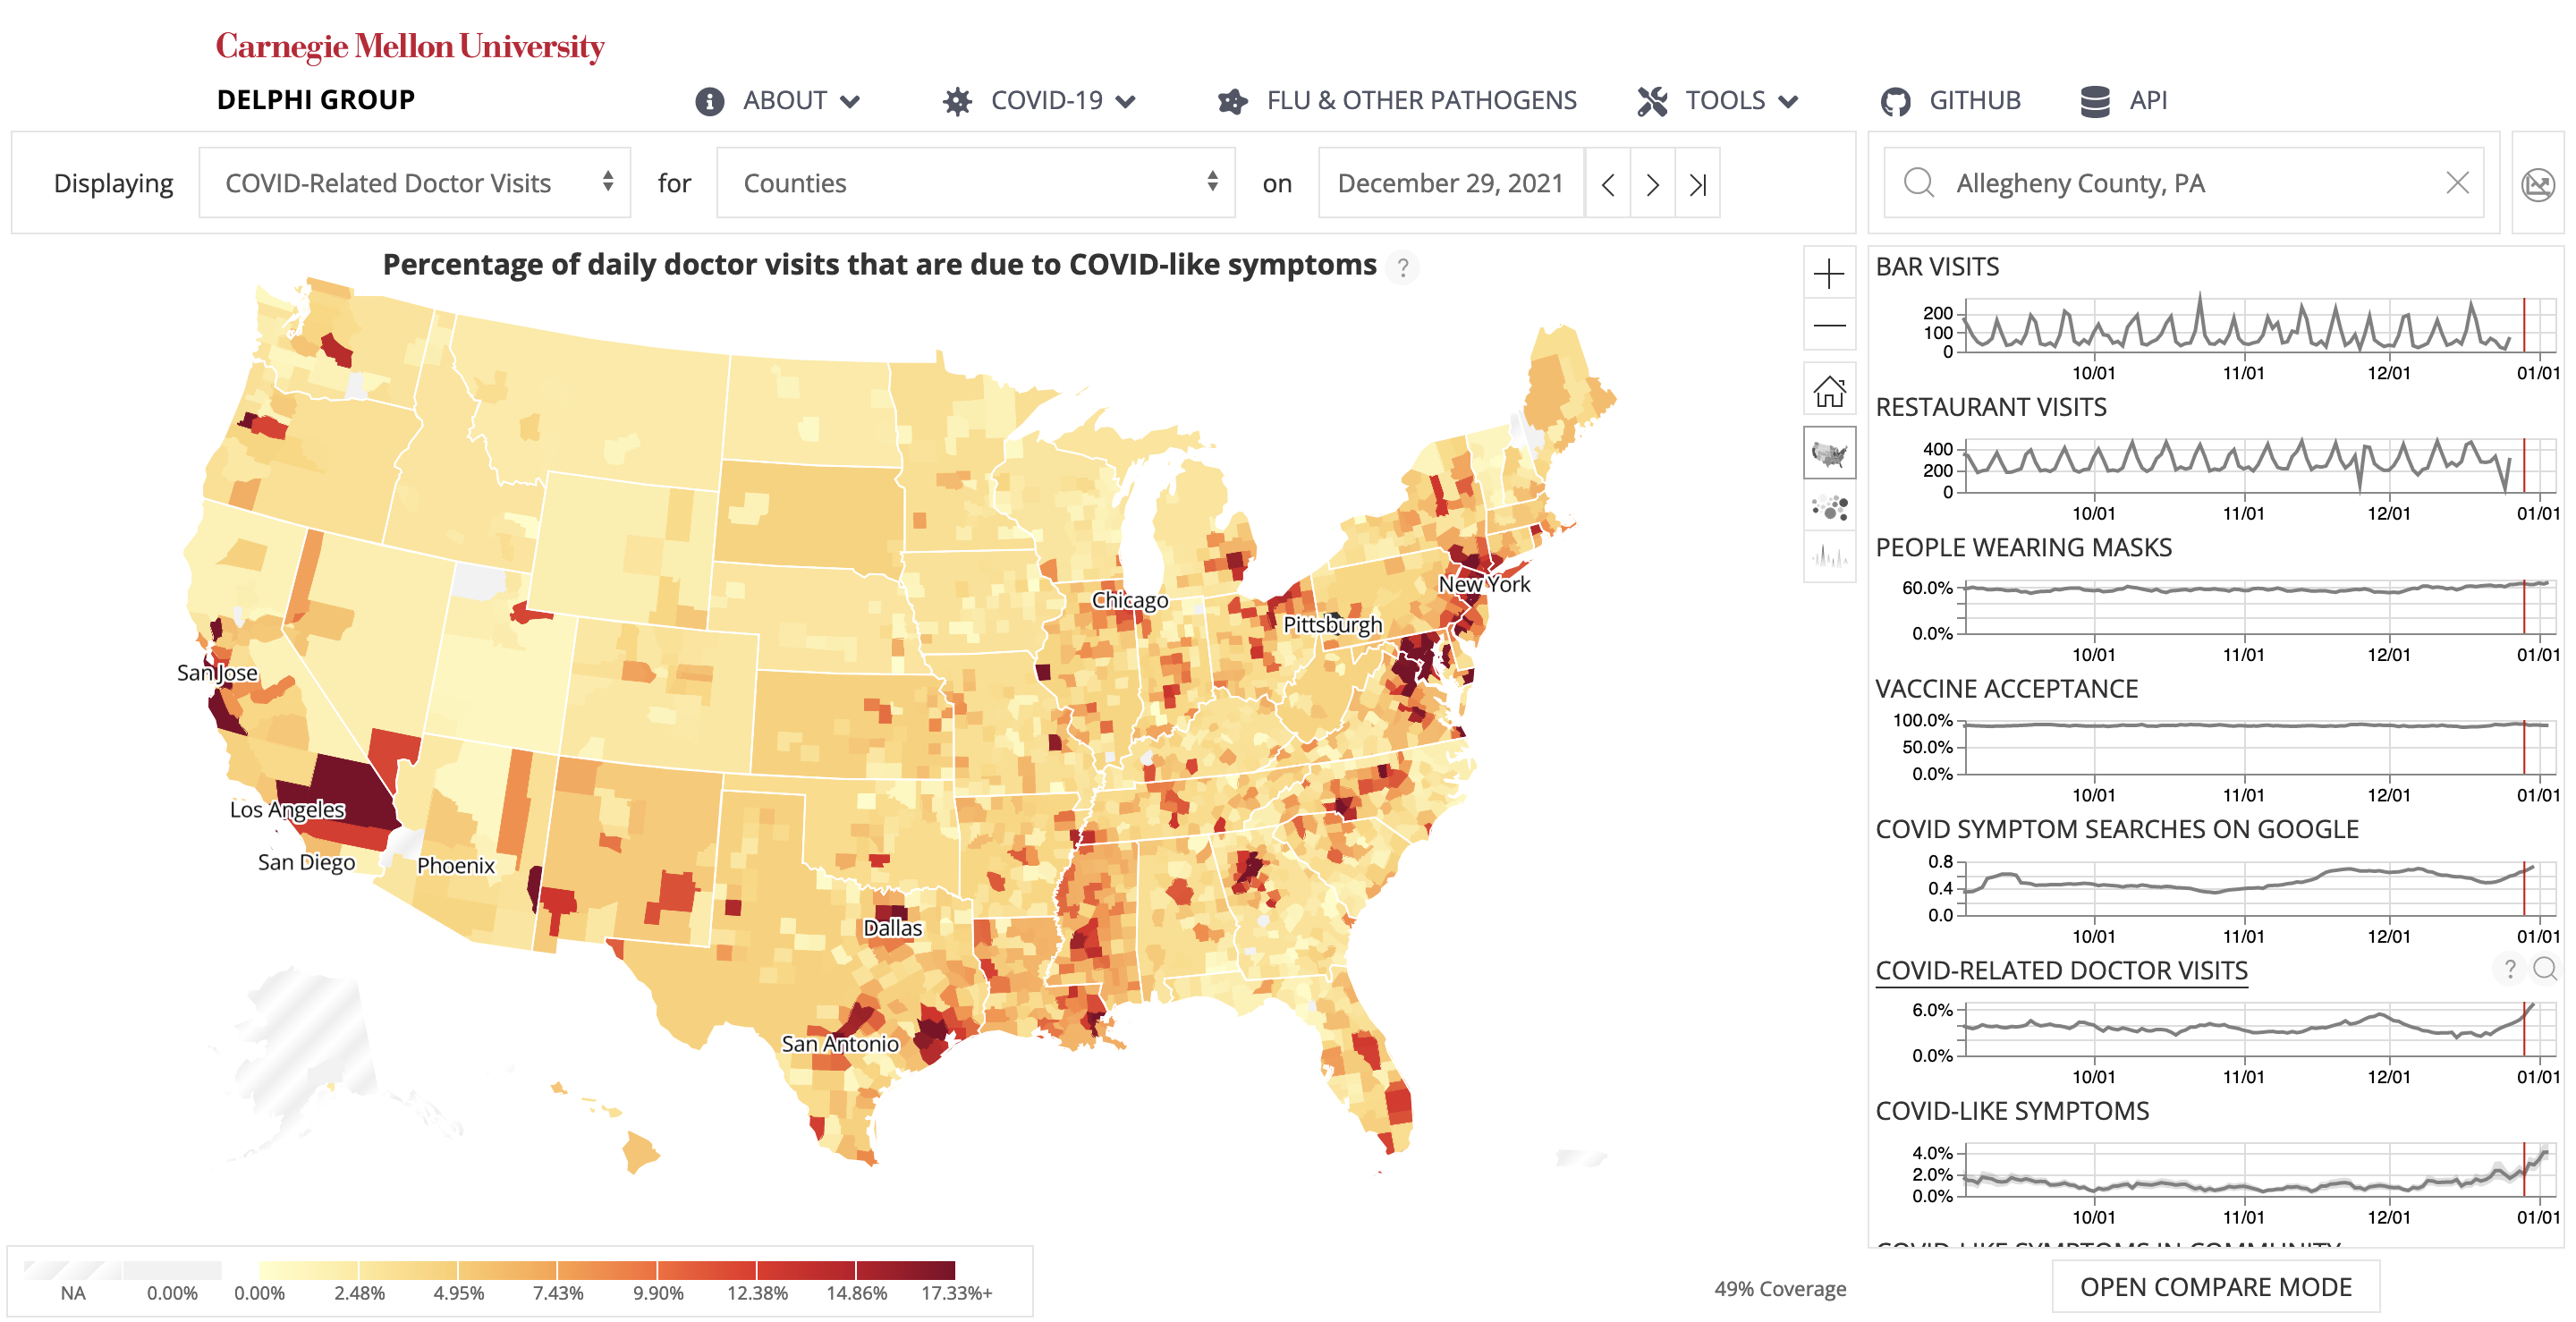 Carnegie Mellon University
DELPHI GROUP
ABOUT
COVID-19
FLU & OTHER PATHOGENS
TOOLS
GITHUB
API
Displaying COVID-Related Doctor Visits for Counties on December 29, 2021
Allegheny County, PA
Percentage of daily doctor visits that are due to COVID-like symptoms ?
Chicago
New York
Pittsburgh
San Jose
Los Angeles
San Diego
Phoenix
Dallas
San Antonio
NA 0.00% 0.00% 2.48% 4.95% 7.43% 9.90% 12.38% 14.86% 17.33%+
49% Coverage
BAR VISITS
200
100
0
10/01 11/01 12/01 01/01
RESTAURANT VISITS
400
200
0
10/01 11/01 12/01 01/01
PEOPLE WEARING MASKS
60.0%
0.0%
10/01 11/01 12/01 01/01
VACCINE ACCEPTANCE
100.0%
50.0%
0.0%
10/01 11/01 12/01 01/01
COVID SYMPTOM SEARCHES ON GOOGLE
0.8
0.4
0.0
10/01 11/01 12/01 01/01
COVID-RELATED DOCTOR VISITS ?
6.0%
0.0%
10/01 11/01 12/01 01/01
COVID-LIKE SYMPTOMS
4.0%
2.0%
0.0%
10/01 11/01 12/01 01/01
COVID-LIKE SYMPTOMS IN COMMUNITY
OPEN COMPARE MODE